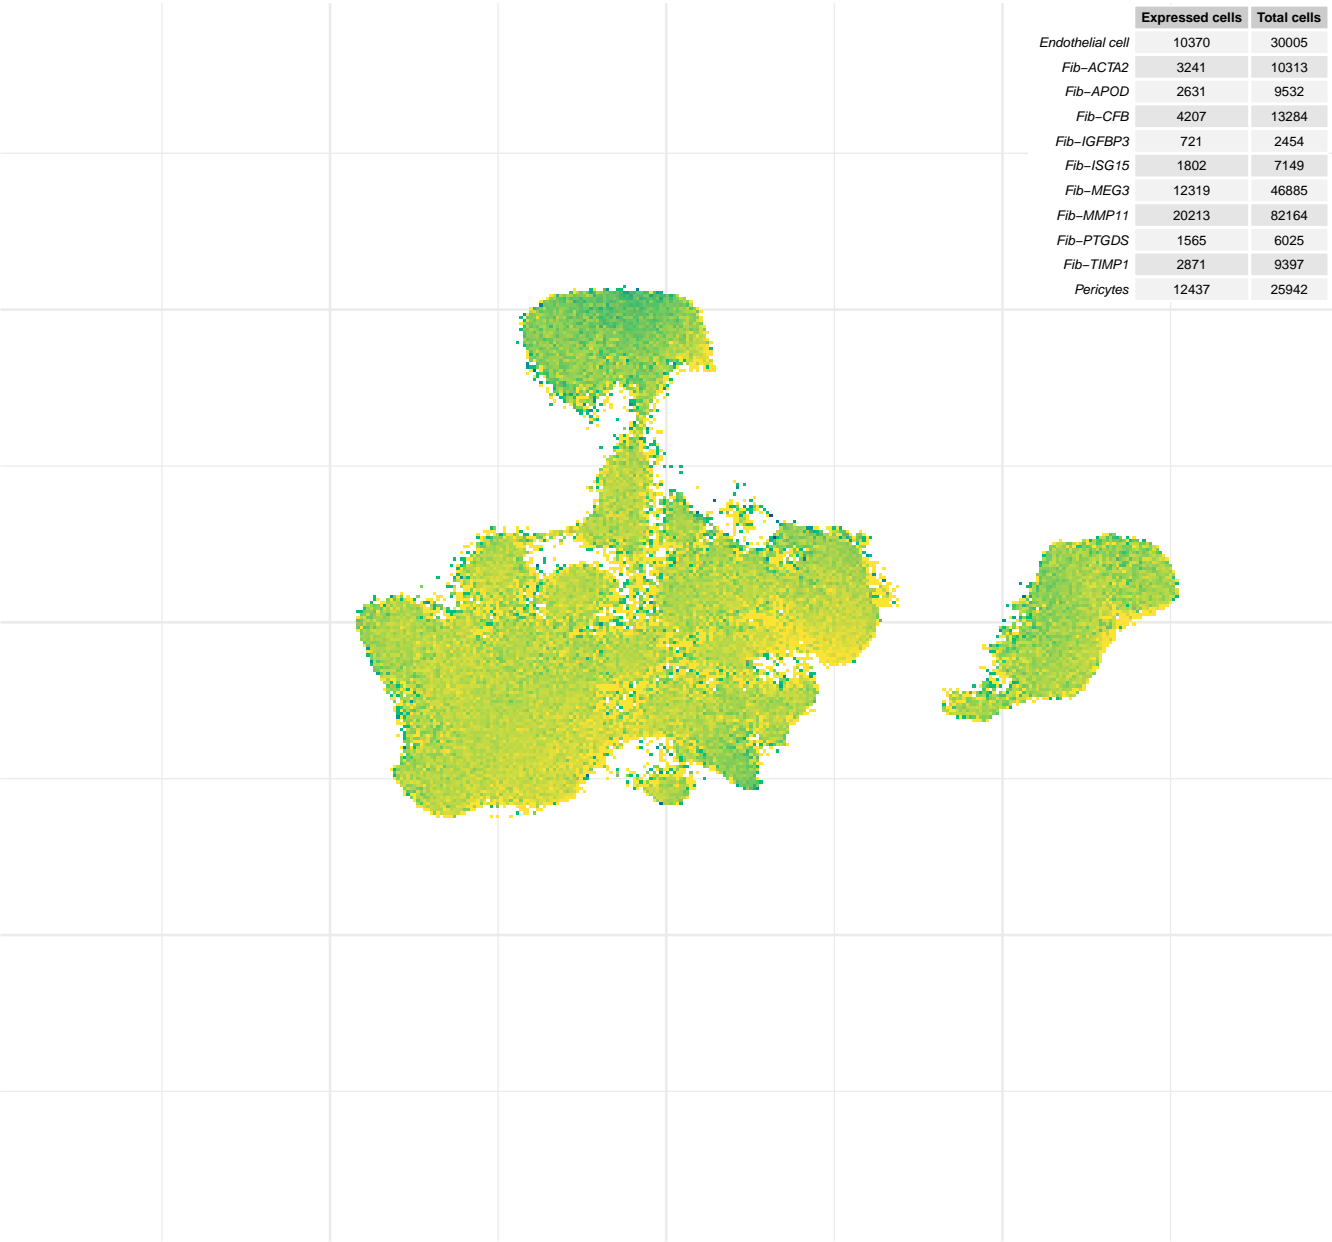 Expressed cells Total cells
Endothelial cell 10370 30005
Fib−ACTA2 3241 10313
Fib−APOD 2631 9532
Fib−CFB 4207 13284
Fib−IGFBP3 721 2454
Fib−ISG15 1802 7149
Fib−MEG3 12319 46885
Fib−MMP11 20213 82164
Fib−PTGDS 1565 6025
Fib−TIMP1 2871 9397
Pericytes 12437 25942